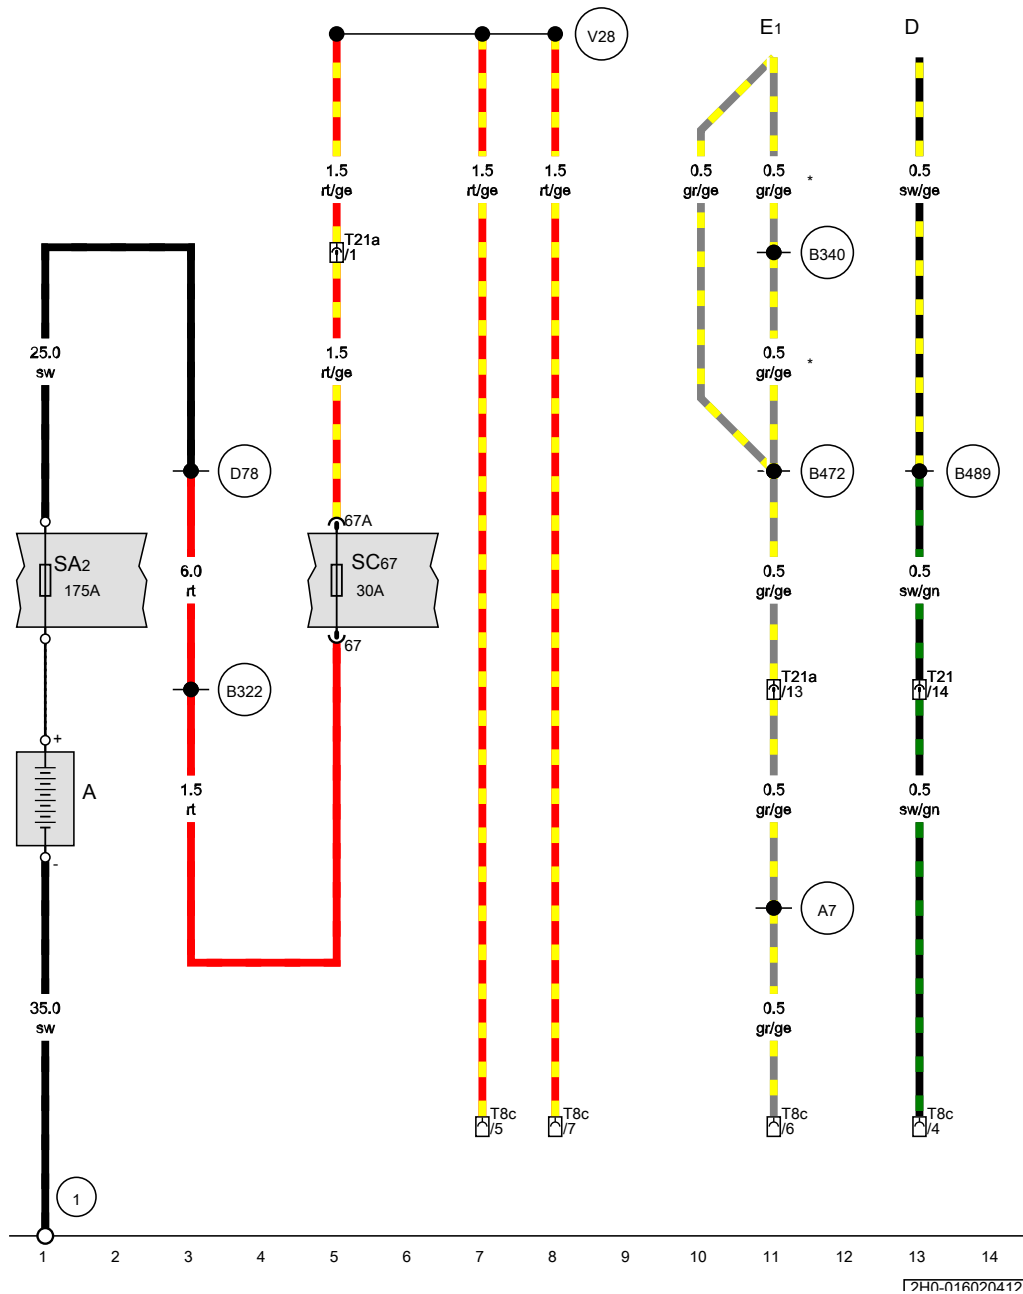 V28
E1
D
1.5
rt/ge
1.5
rt/ge
1.5
rt/ge
0.5
gr/ge
0.5
gr/ge
*
0.5
sw/ge
T21a
/1
B340
25.0
sw
1.5
rt/ge
0.5
gr/ge
*
D78
B472
B489
67A
SA2
175A
6.0
rt
SC67
30A
0.5
gr/ge
0.5
sw/gn
67
B322
T21a
/13
T21
/14
+
A
1.5
rt
0.5
gr/ge
0.5
sw/gn
-
A7
35.0
sw
0.5
gr/ge
T8c
/5
T8c
/7
T8c
/6
T8c
/4
1
1 2 3 4 5 6 7 8 9 10 11 12 13 14
2H0-016020412